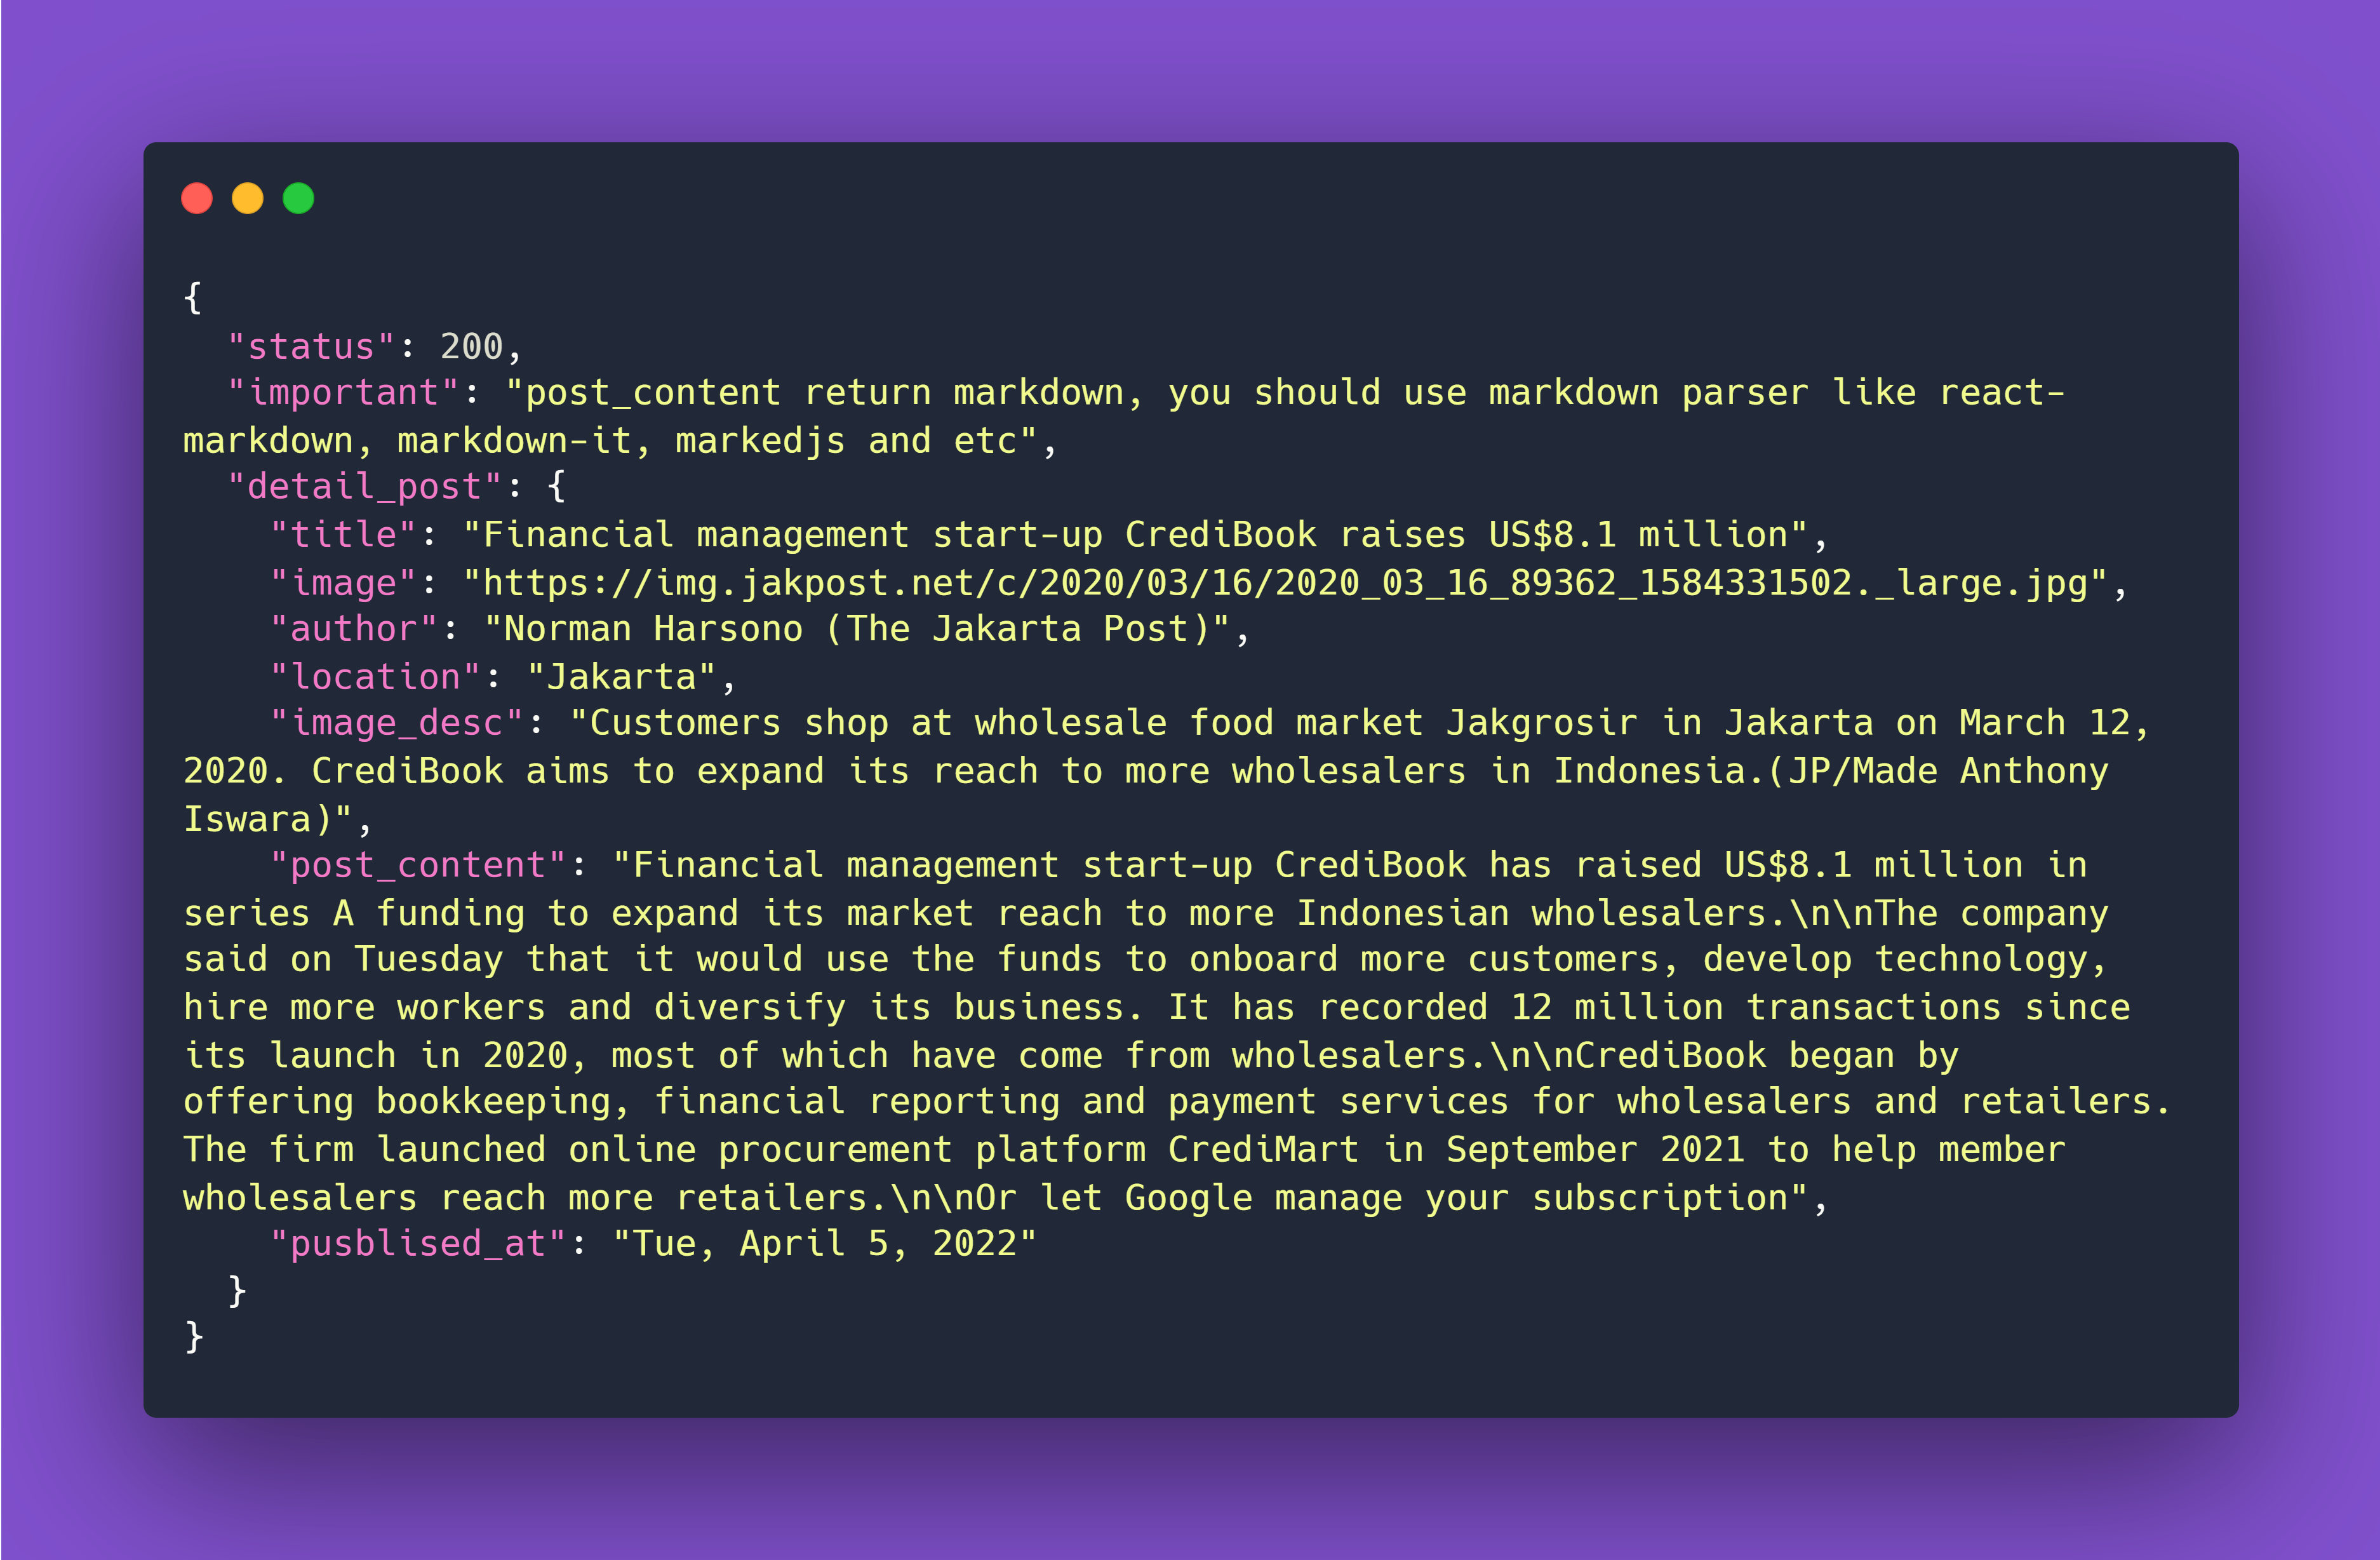 {
  "status": 200,
  "important": "post_content return markdown, you should use markdown parser like react-
markdown, markdown-it, markedjs and etc",
  "detail_post": {
    "title": "Financial management start-up CrediBook raises US$8.1 million",
    "image": "https://img.jakpost.net/c/2020/03/16/2020_03_16_89362_1584331502._large.jpg",
    "author": "Norman Harsono (The Jakarta Post)",
    "location": "Jakarta",
    "image_desc": "Customers shop at wholesale food market Jakgrosir in Jakarta on March 12,
2020. CrediBook aims to expand its reach to more wholesalers in Indonesia.(JP/Made Anthony
Iswara)",
    "post_content": "Financial management start-up CrediBook has raised US$8.1 million in
series A funding to expand its market reach to more Indonesian wholesalers.\n\nThe company
said on Tuesday that it would use the funds to onboard more customers, develop technology,
hire more workers and diversify its business. It has recorded 12 million transactions since
its launch in 2020, most of which have come from wholesalers.\n\nCrediBook began by
offering bookkeeping, financial reporting and payment services for wholesalers and retailers.
The firm launched online procurement platform CrediMart in September 2021 to help member
wholesalers reach more retailers.\n\nOr let Google manage your subscription",
    "pusblised_at": "Tue, April 5, 2022"
  }
}